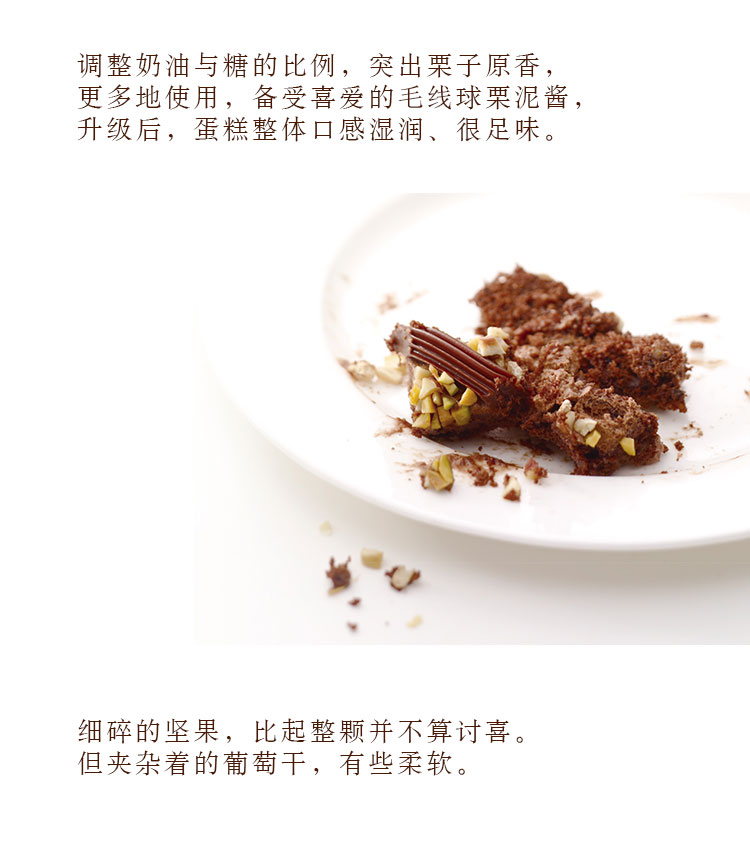 调整奶油与糖的比例，突出栗子原香，
更多地使用，备受喜爱的毛线球栗泥酱，
升级后，蛋糕整体口感湿润、很足味。
细碎的坚果，比起整颗并不算讨喜。
但夹杂着的葡萄干，有些柔软。